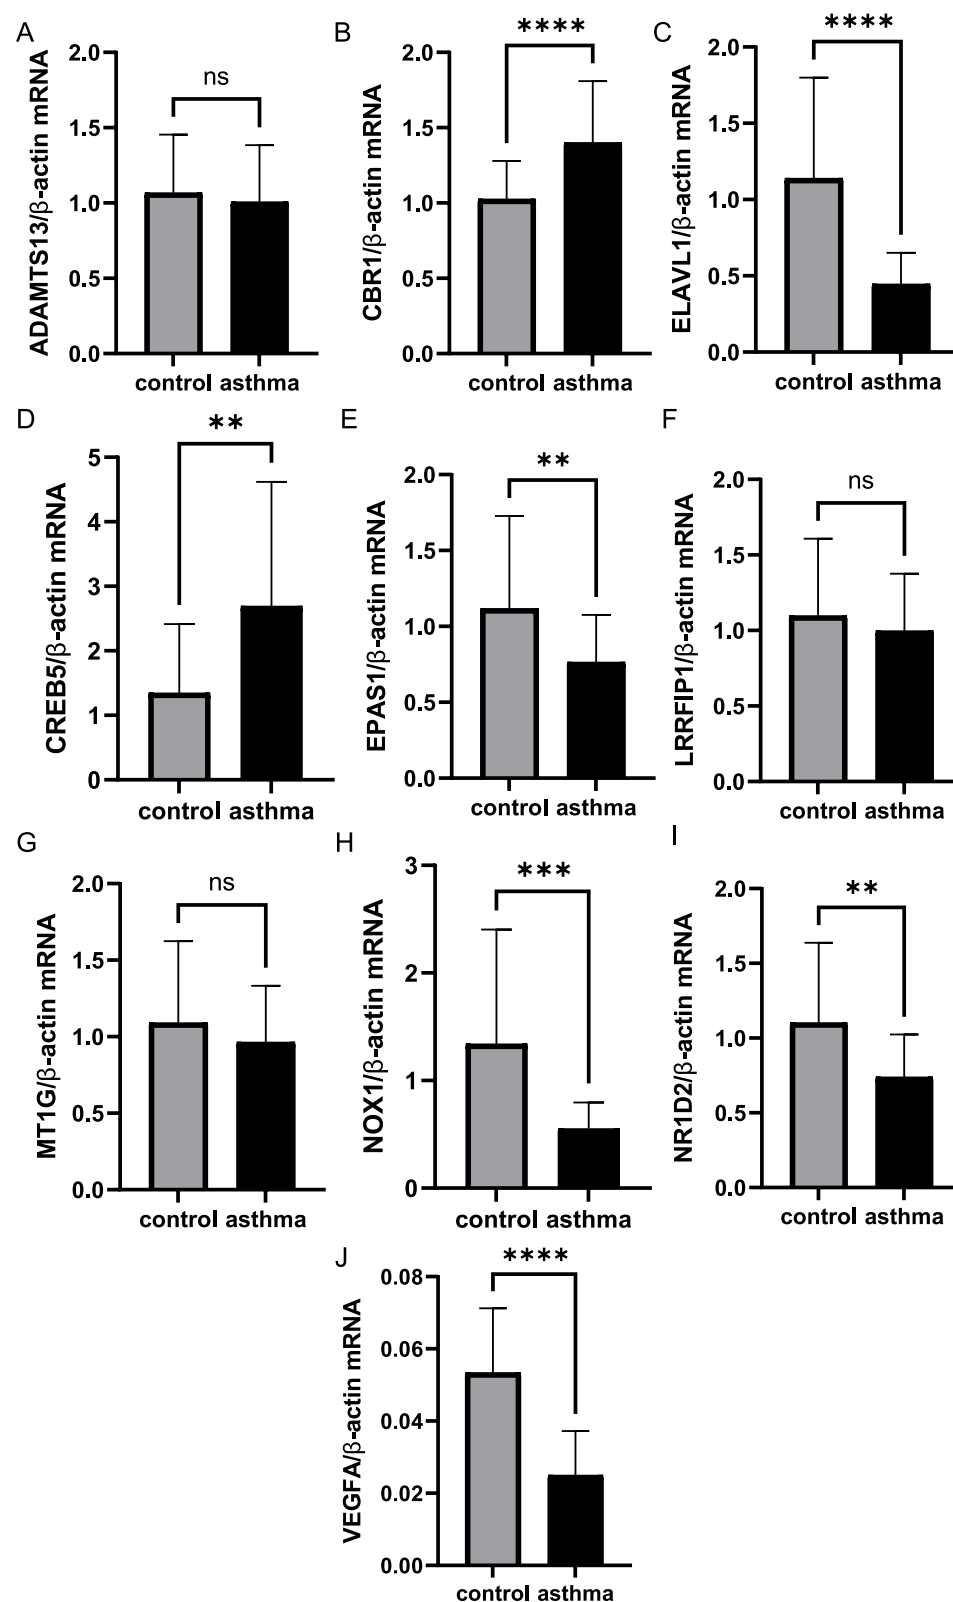 A
ADAMTS13/β-actin mRNA
2.0
1.5
1.0
0.5
0.0
ns
control asthma
B
CBR1/β-actin mRNA
2.0
1.5
1.0
0.5
0.0
****
control asthma
C
ELAVL1/β-actin mRNA
2.0
1.5
1.0
0.5
0.0
****
control asthma
D
CREB5/β-actin mRNA
5
4
3
2
1
0
**
control asthma
E
EPAS1/β-actin mRNA
2.0
1.5
1.0
0.5
0.0
**
control asthma
F
LRRFIP1/β-actin mRNA
2.0
1.5
1.0
0.5
0.0
ns
control asthma
G
MT1G/β-actin mRNA
2.0
1.5
1.0
0.5
0.0
ns
control asthma
H
NOX1/β-actin mRNA
3
2
1
0
***
control asthma
I
NR1D2/β-actin mRNA
2.0
1.5
1.0
0.5
0.0
**
control asthma
J
VEGFA/β-actin mRNA
0.08
0.06
0.04
0.02
0.00
****
control asthma